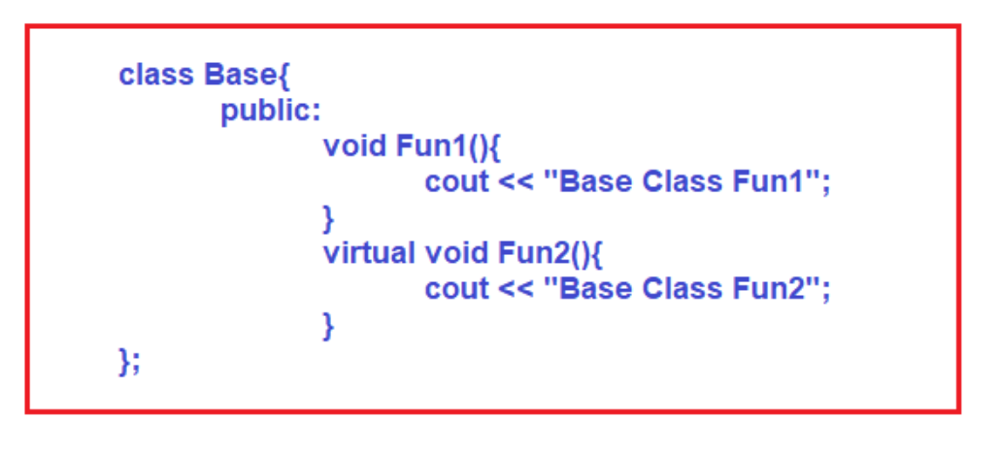 class Base{
public:
void Fun1(){
cout << "Base Class Fun1";
}
virtual void Fun2(){
cout << "Base Class Fun2";
}
};